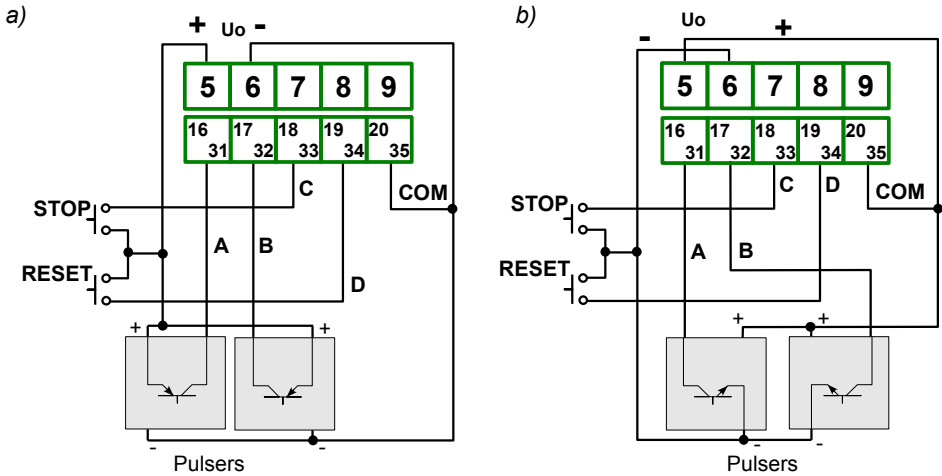 a)
+ Uo -
5 6 7 8 9
16 17 18 19 20
31 32 33 34 35
C
COM
STOP
A B
RESET
D
+ +
- -
Pulsers
b)
Uo +
-
5 6 7 8 9
16 17 18 19 20
31 32 33 34 35
C D
COM
STOP
A B
RESET
+ +
- -
Pulsers